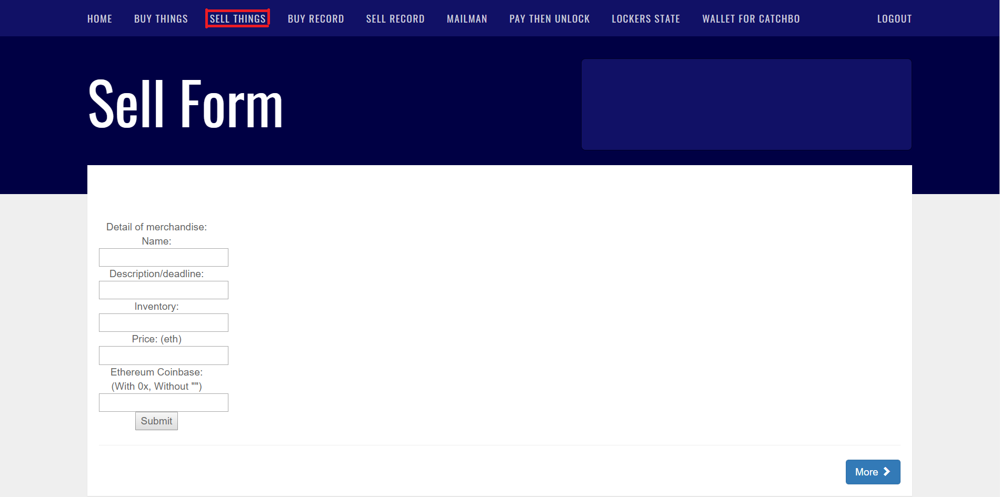 HOME BUY THINGS SELL THINGS BUY RECORD SELL RECORD MAILMAN PAY THEN UNLOCK LOCKERS STATE WALLET FOR CATCHBO LOGOUT
Sell Form
Detail of merchandise:
Name:
Description/deadline:
Inventory:
Price: (eth)
Ethereum Coinbase:
(With 0x, Without "")
Submit
More